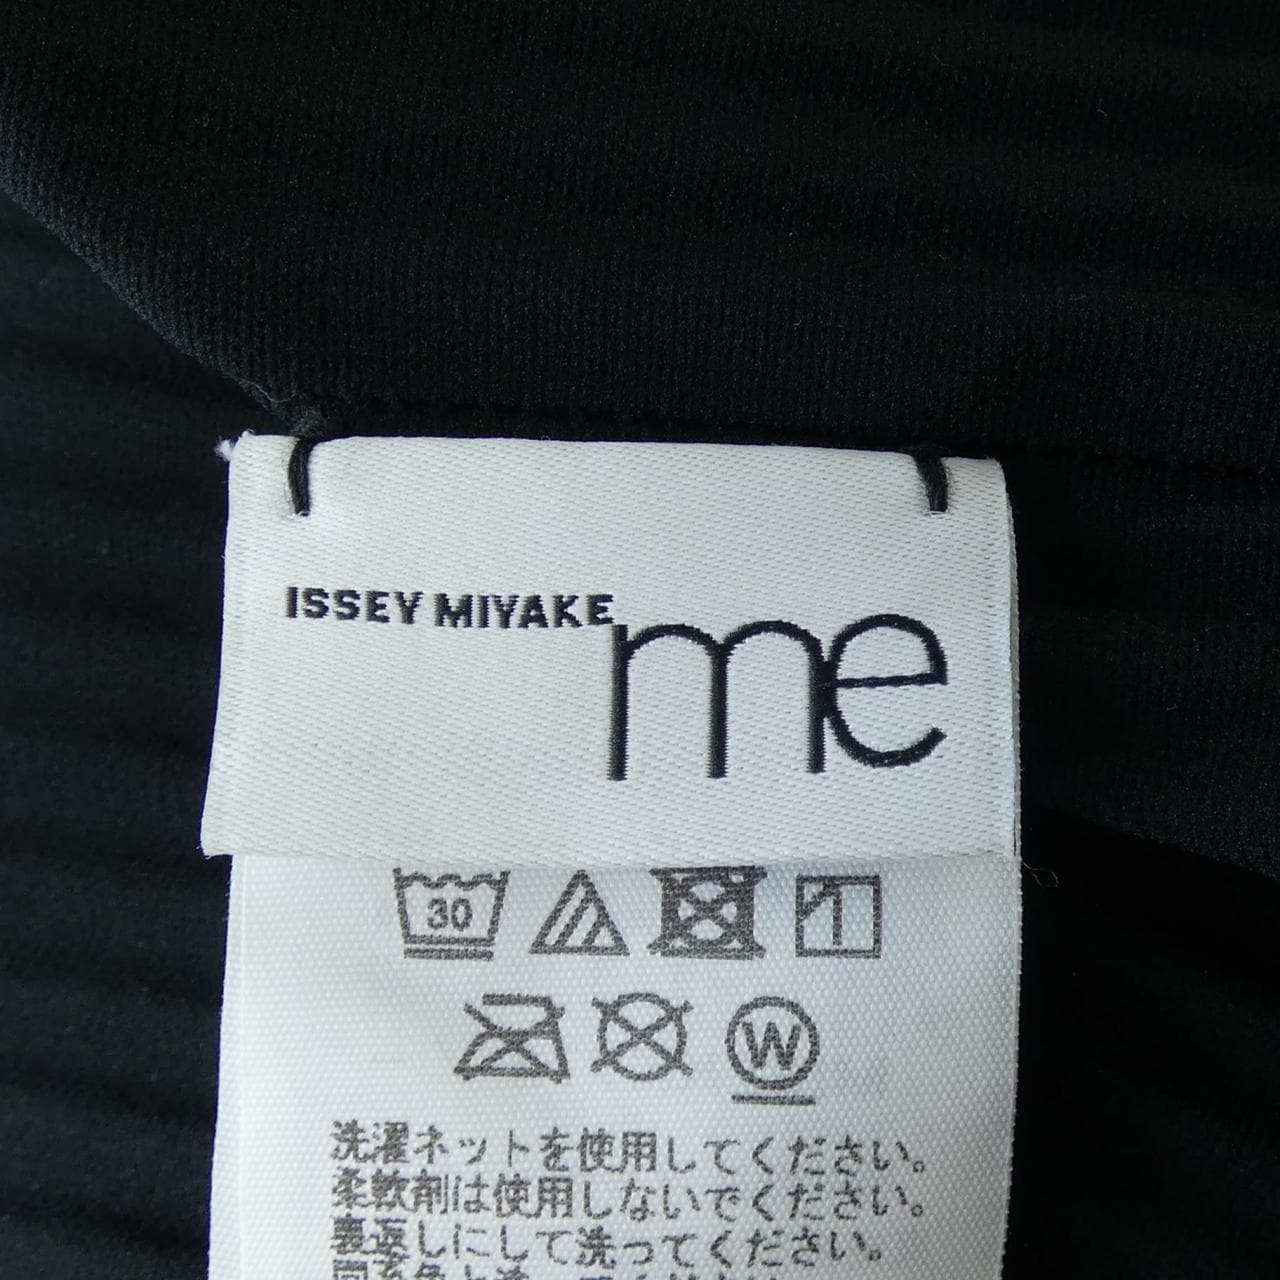 ISSEY MIYAKE
me
30
W
洗濯ネットを使用してください。
柔軟剤は使用しないでください。
裏返しにして洗ってください。